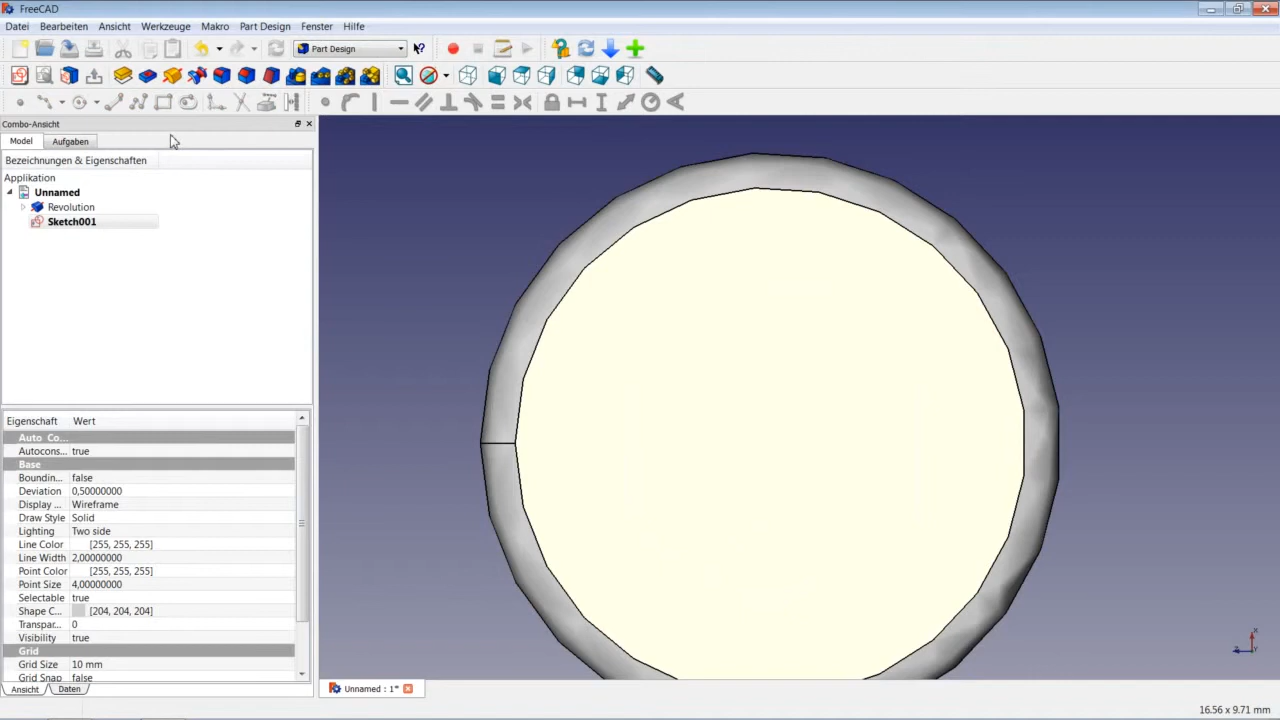 FreeCAD
Datei Bearbeiten Ansicht Werkzeuge Makro Part Design Fenster Hilfe
Part Design
Combo-Ansicht
Model Aufgaben
Bezeichnungen & Eigenschaften
Applikation
Unnamed
Revolution
Sketch001
Eigenschaft Wert
Auto Co...
Autocons... true
Base
Boundin... false
Deviation 0,50000000
Display ... Wireframe
Draw Style Solid
Lighting Two side
Line Color [255, 255, 255]
Line Width 2,00000000
Point Color [255, 255, 255]
Point Size 4,00000000
Selectable true
Shape C... [204, 204, 204]
Transpar... 0
Visibility true
Grid
Grid Size 10 mm
Grid Snap false
Ansicht Daten
Unnamed : 1*
X
Z
Y
16.56 x 9.71 mm